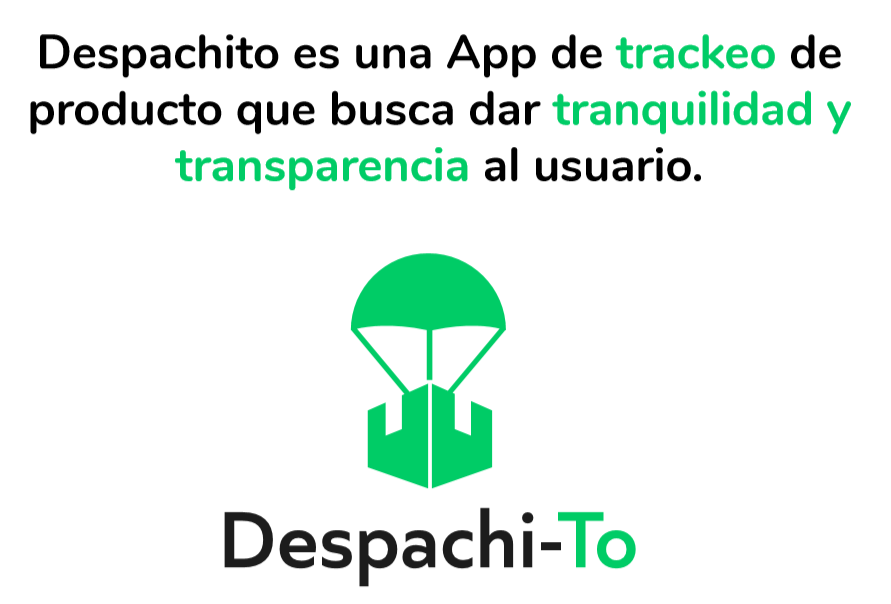 Despachito es una App de trackeo de
producto que busca dar tranquilidad y
transparencia al usuario.
Despachi-To